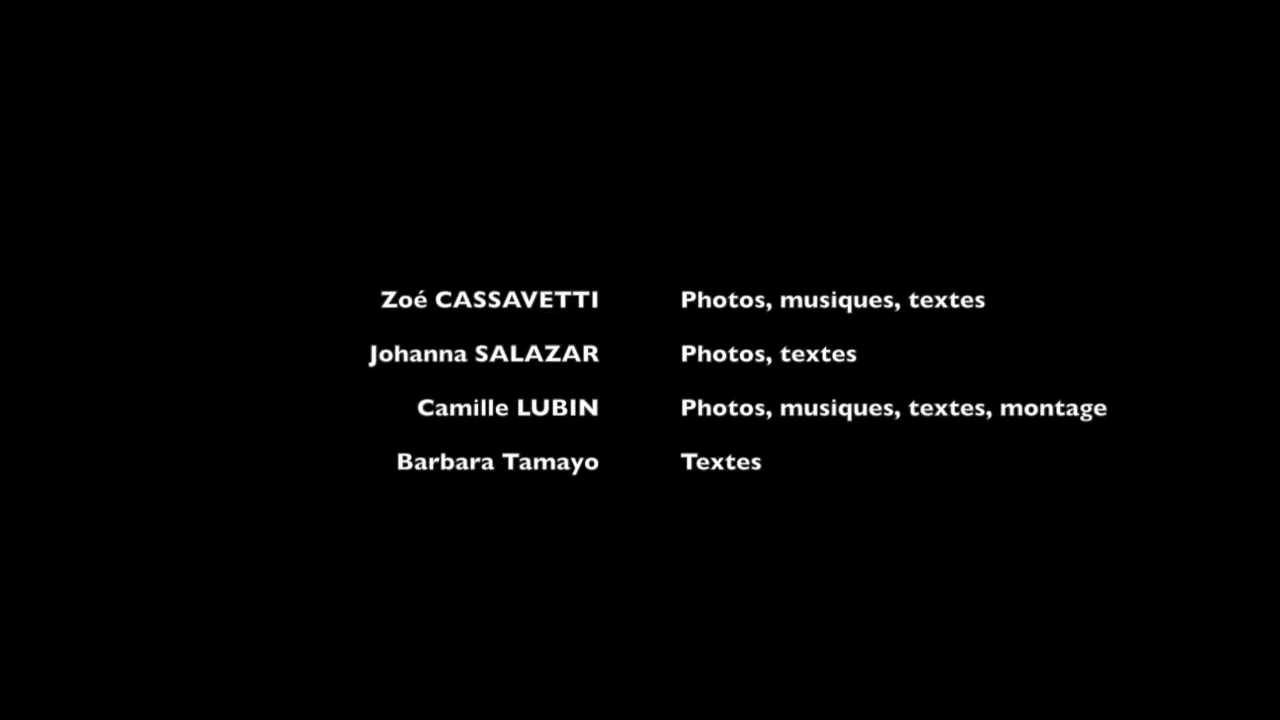 Zoé CASSAVETTI Photos, musiques, textes
Johanna SALAZAR Photos, textes
Camille LUBIN Photos, musiques, textes, montage
Barbara Tamayo Textes